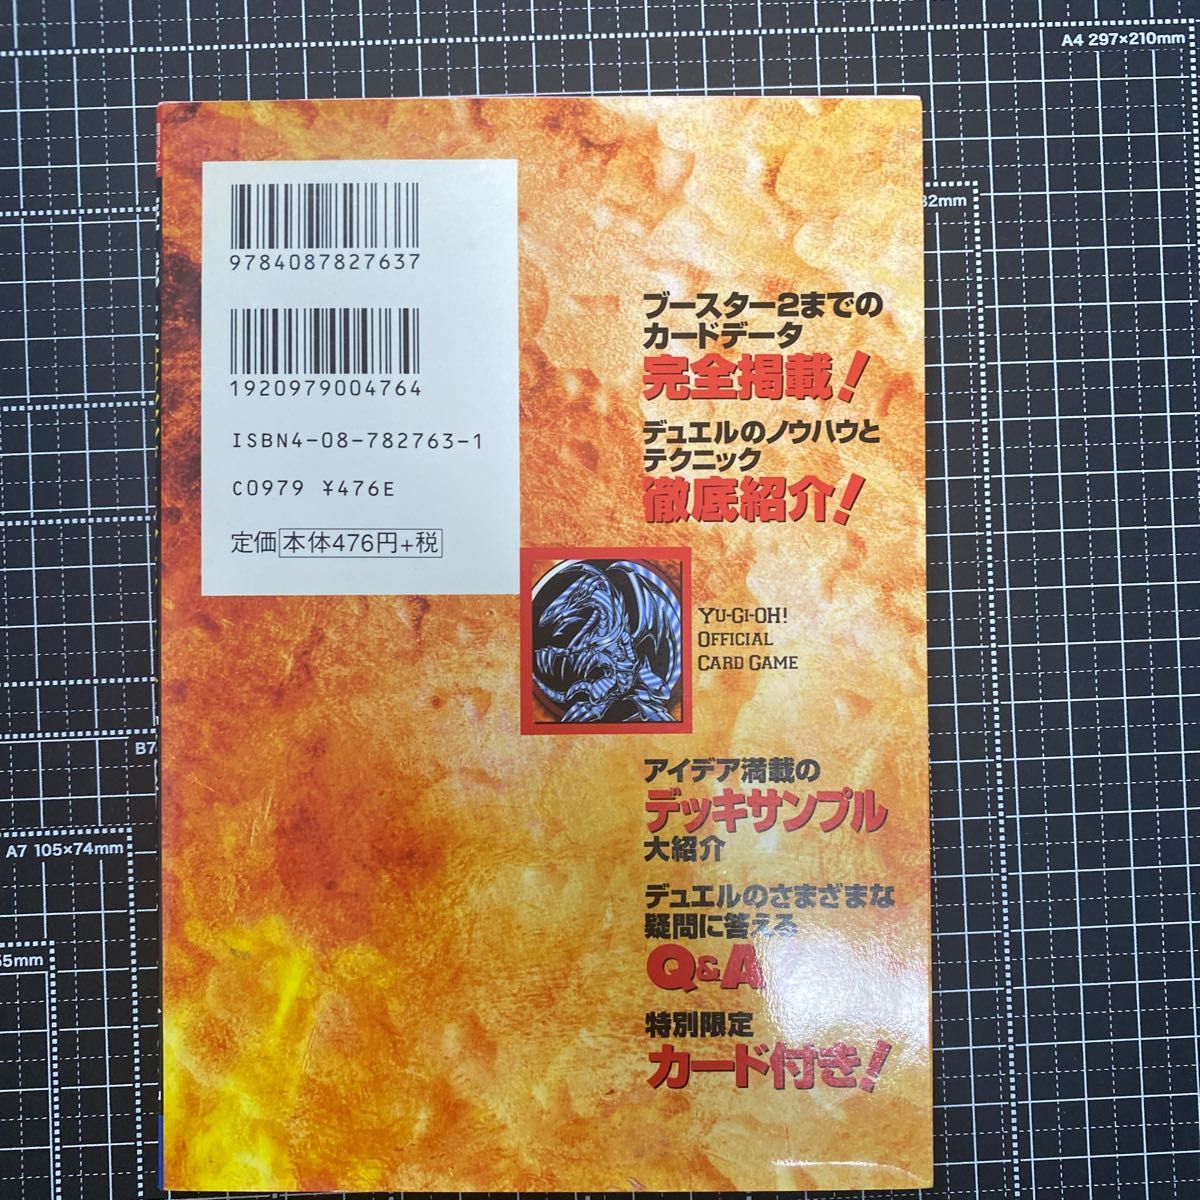 A4 297×210mm
82mm
B7
A7 105×74mm
55mm
9784087827637
1920979004764
ISBN4-08-782763-1
C0979 ¥476E
定価 本体476円+税
ブースター2までの
カードデータ
完全掲載!
デュエルのノウハウと
テクニック
徹底紹介!
YU-GI-OH!
OFFICIAL
CARD GAME
アイデア満載の
デッキサンプル
大紹介
デュエルのさまざまな
疑問に答える
Q&A
特別限定
カード付き!